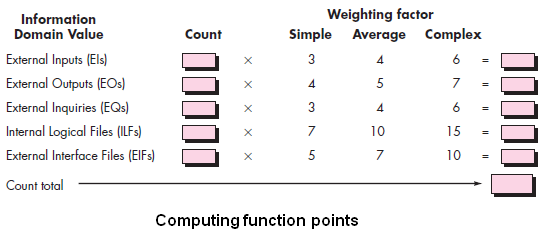 Information Domain Value Count Weighting factor
Simple Average Complex
External Inputs (EIs) × 3 4 6 =
External Outputs (EOs) × 4 5 7 =
External Inquiries (EQs) × 3 4 6 =
Internal Logical Files (ILFs) × 7 10 15 =
External Interface Files (EIFs) × 5 7 10 =
Count total
Computing function points